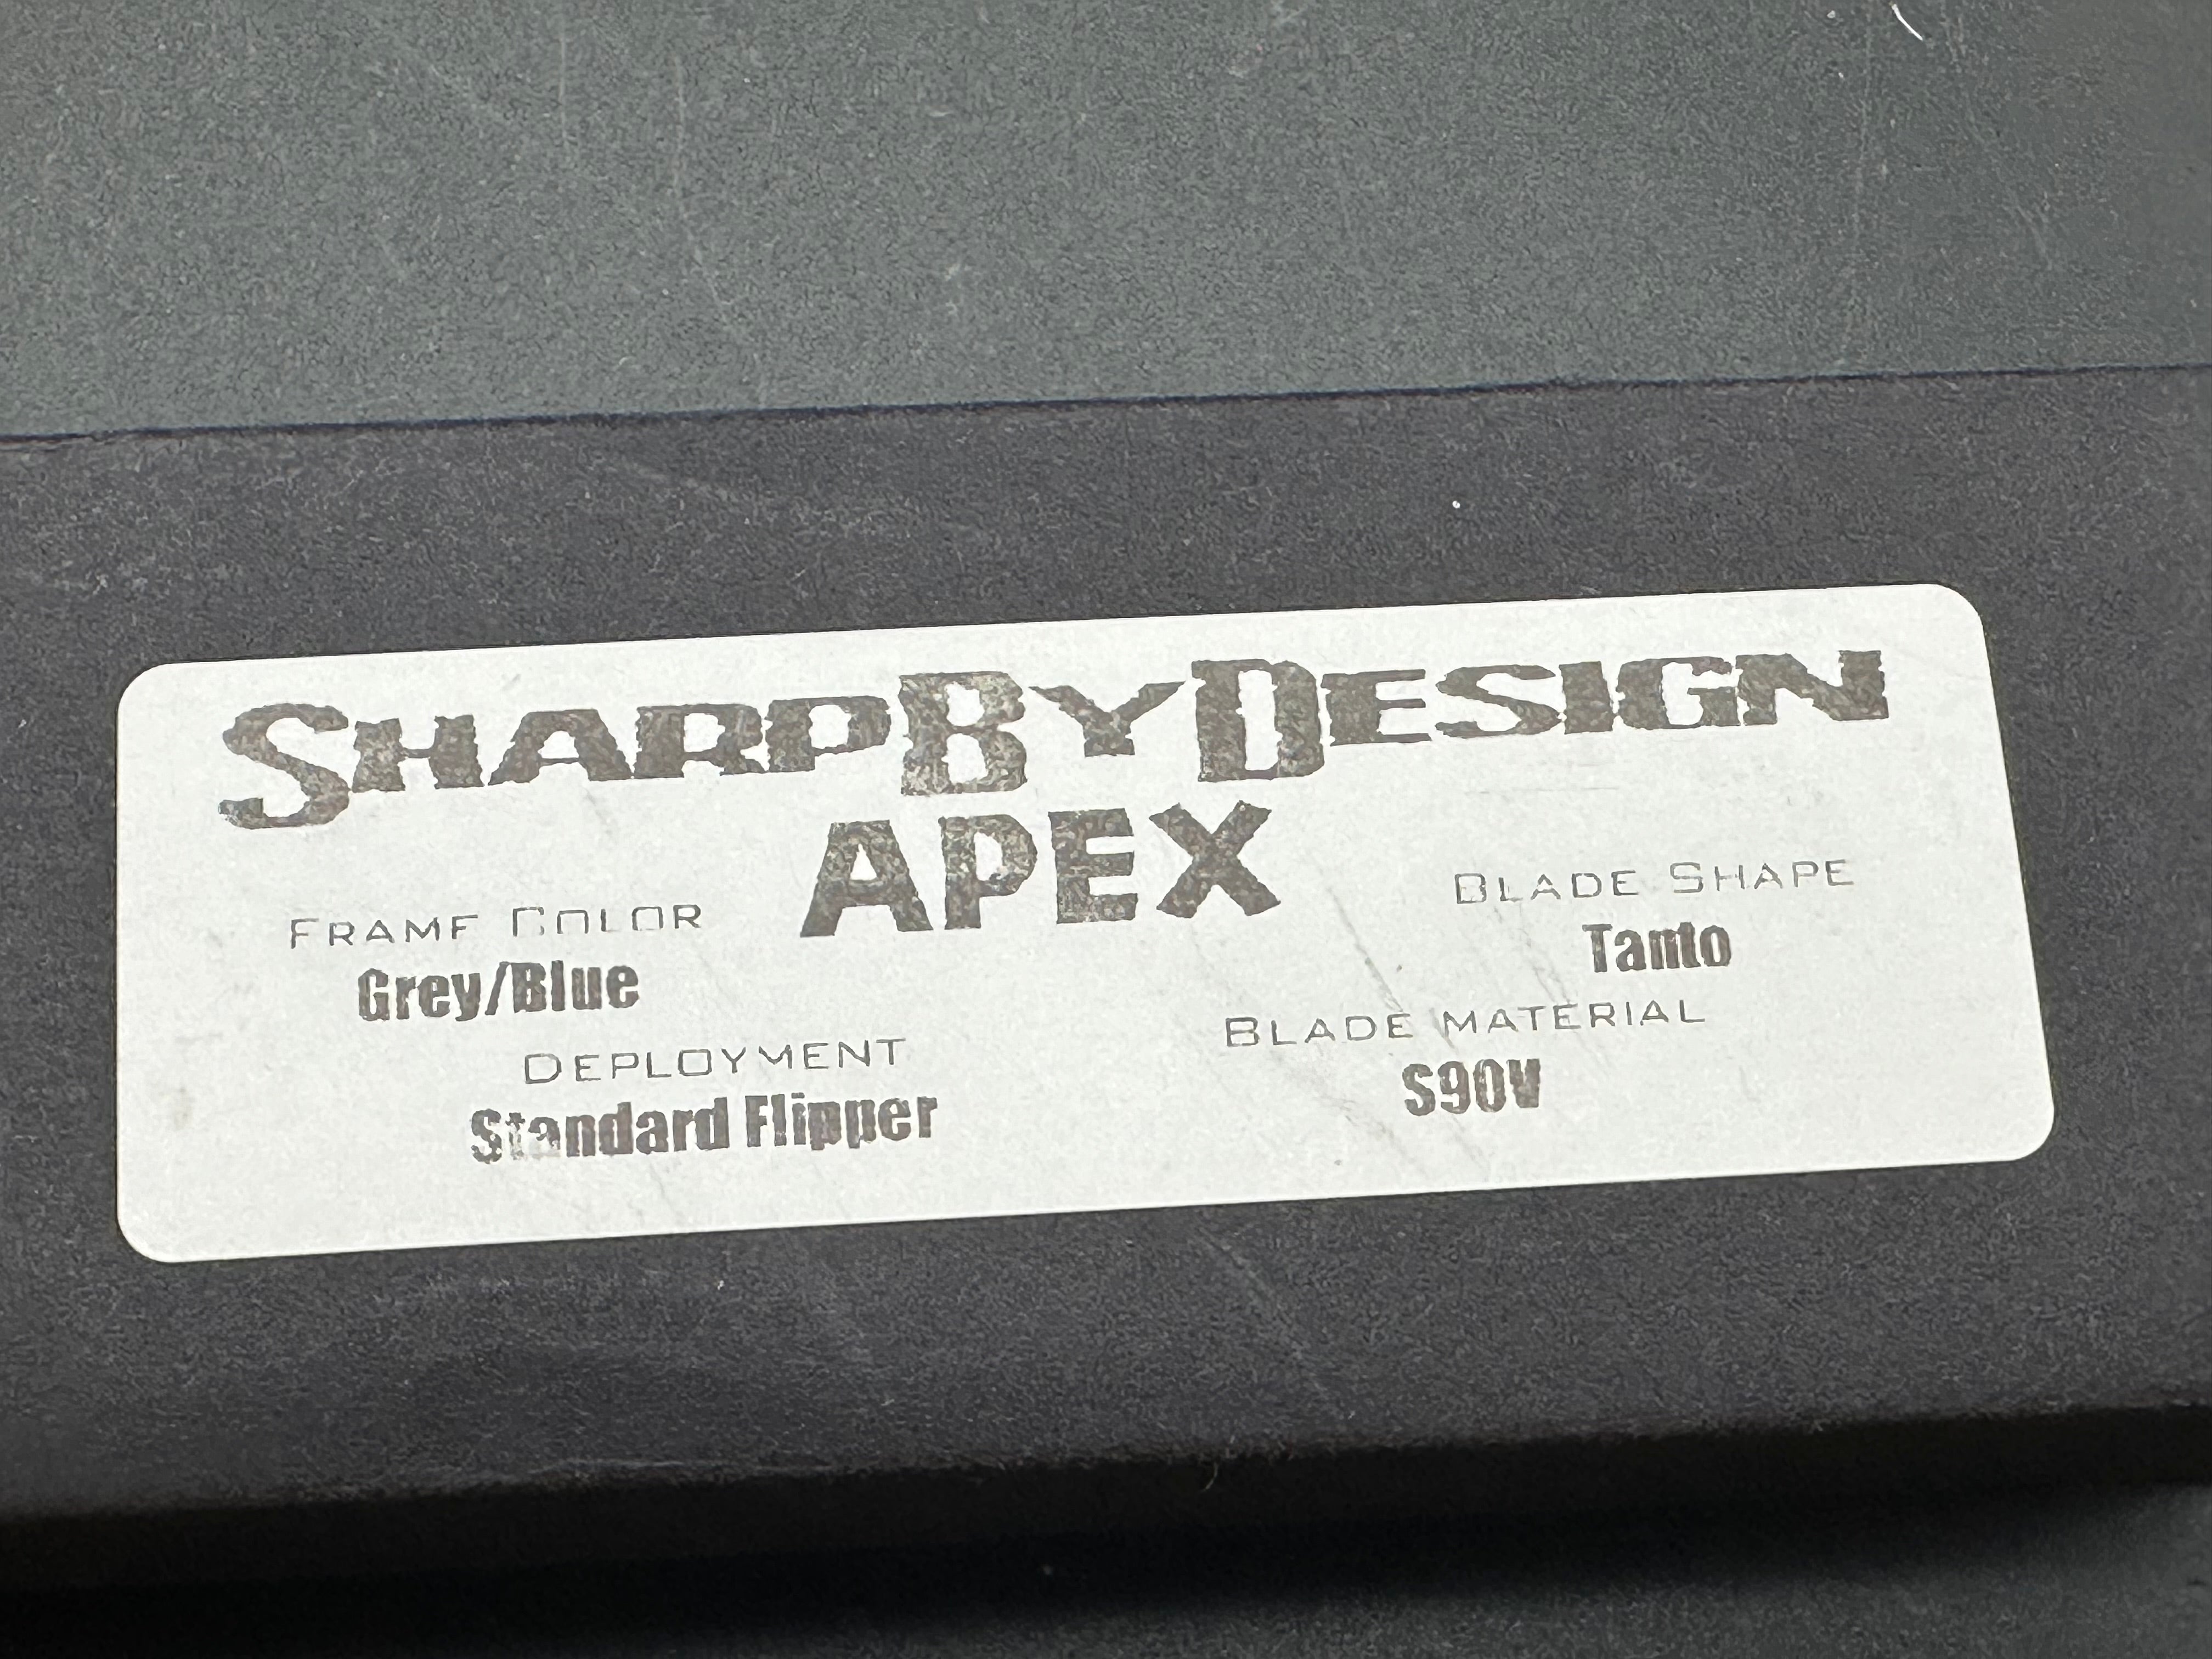 SHARPBYDESIGN
APEX
FRAME COLOR
Grey/Blue
DEPLOYMENT
Standard Flipper
BLADE SHAPE
Tanto
BLADE MATERIAL
S90V